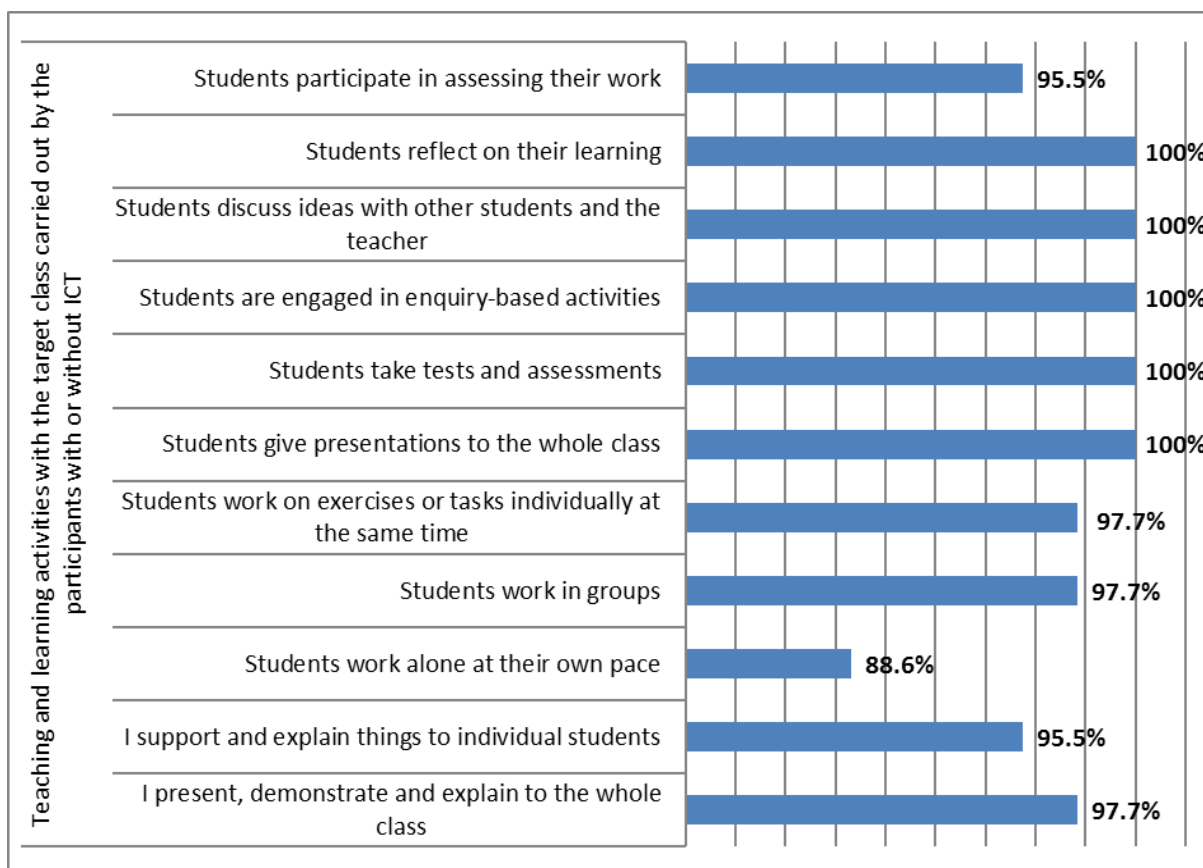 Teaching and learning activities with the target class carried out by the
participants with or without ICT
Students participate in assessing their work
95.5%
Students reflect on their learning
100%
Students discuss ideas with other students and the
teacher
100%
Students are engaged in enquiry-based activities
100%
Students take tests and assessments
100%
Students give presentations to the whole class
100%
Students work on exercises or tasks individually at
the same time
97.7%
Students work in groups
97.7%
Students work alone at their own pace
88.6%
I support and explain things to individual students
95.5%
I present, demonstrate and explain to the whole
class
97.7%